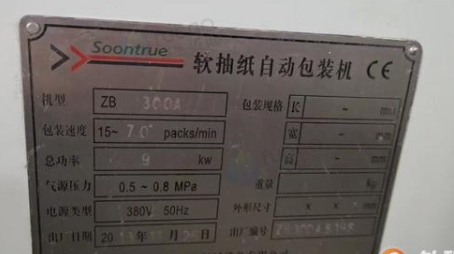 Soontrue
软抽纸自动包装机 CE
机型 ZB 300A 包装规格 长 - mm
包装速度 15~70 packs/min 宽 - mm
总功率 9 kw 高 - mm
气源压力 0.5~0.8 MPa 重量 kg
电源类型 380V 50Hz 外形尺寸 × ×
出厂日期 20 出厂编号